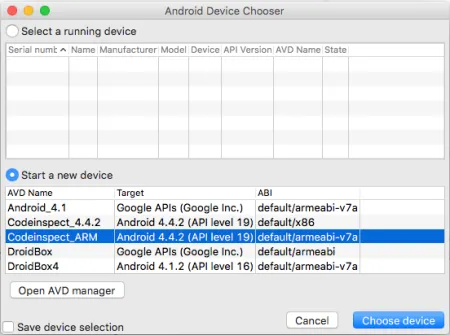 Android Device Chooser
Select a running device
Serial numb Name Manufacturer Model Device API Version AVD Name State
Start a new device
AVD Name Target ABI
Android_4.1 Google APIs (Google Inc.) default/armeabi-v7a
Codeinspect_4.4.2 Android 4.4.2 (API level 19) default/x86
Codeinspect_ARM Android 4.4.2 (API level 19) default/armeabi-v7a
DroidBox Google APIs (Google Inc.) default/armeabi
DroidBox4 Android 4.1.2 (API level 16) default/armeabi-v7a
Open AVD manager
Cancel Choose device
Save device selection